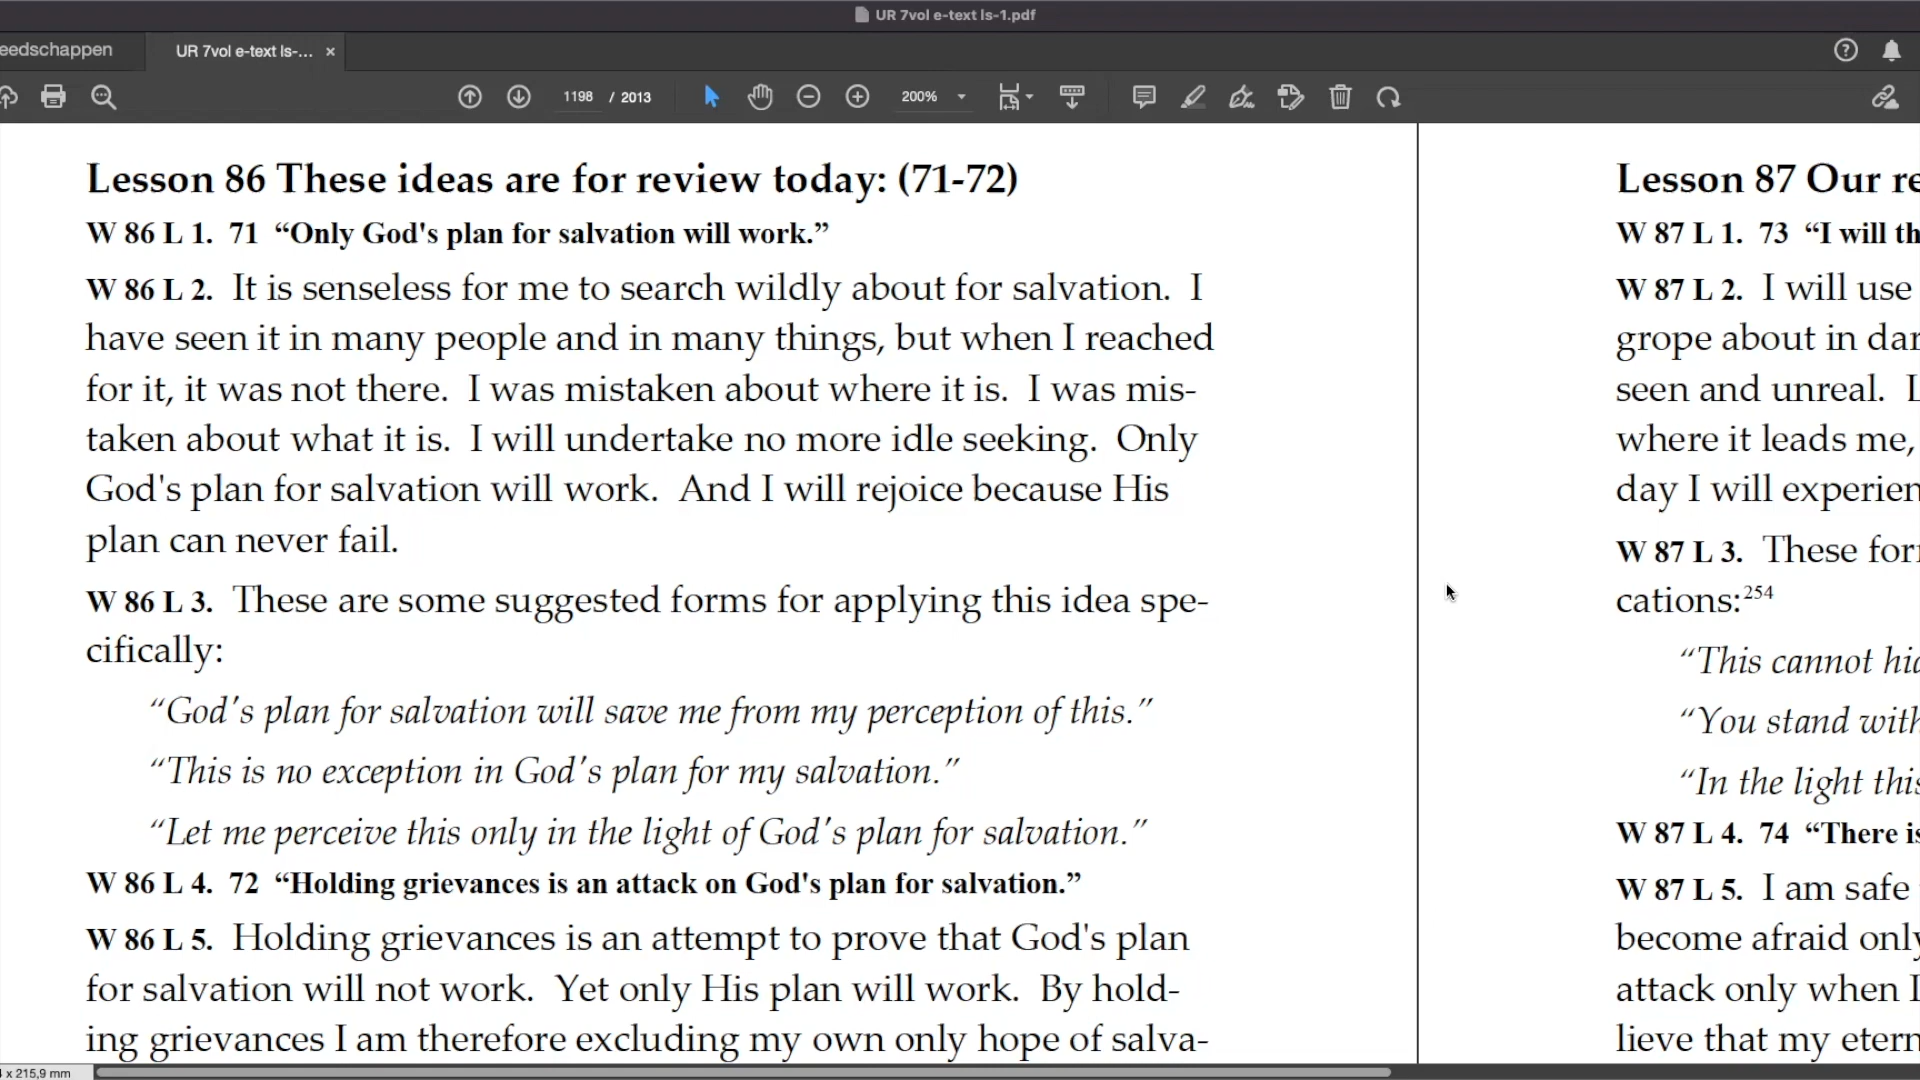 UR 7vol e-text ls-1.pdf
eedschappen
UR 7vol e-text ls-... ×
1198 / 2013
200%
Lesson 86 These ideas are for review today: (71-72)
W 86 L 1. 71 “Only God's plan for salvation will work.”
W 86 L 2. It is senseless for me to search wildly about for salvation. I
have seen it in many people and in many things, but when I reached
for it, it was not there. I was mistaken about where it is. I was mis-
taken about what it is. I will undertake no more idle seeking. Only
God's plan for salvation will work. And I will rejoice because His
plan can never fail.
W 86 L 3. These are some suggested forms for applying this idea spe-
cifically:
“God's plan for salvation will save me from my perception of this.”
“This is no exception in God's plan for my salvation.”
“Let me perceive this only in the light of God's plan for salvation.”
W 86 L 4. 72 “Holding grievances is an attack on God's plan for salvation.”
W 86 L 5. Holding grievances is an attempt to prove that God's plan
for salvation will not work. Yet only His plan will work. By hold-
ing grievances I am therefore excluding my own only hope of salva-
Lesson 87 Our re
W 87 L 1. 73 “I will th
W 87 L 2. I will use
grope about in dar
seen and unreal. L
where it leads me,
day I will experien
W 87 L 3. These for
cations:254
“This cannot hid
“You stand with
“In the light this
W 87 L 4. 74 “There is
W 87 L 5. I am safe
become afraid only
attack only when I
lieve that my etern
x 215,9 mm